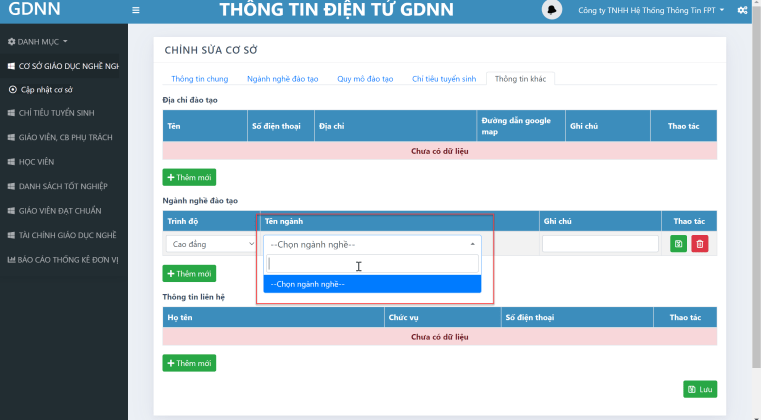 GDNN
THÔNG TIN ĐIỆN TỬ GDNN
Công ty TNHH Hệ Thống Thông Tin FPT
DANH MỤC
CƠ SỞ GIÁO DỤC NGHỀ NGH
Cập nhật cơ sở
CHỈ TIÊU TUYỂN SINH
GIÁO VIÊN, CB PHỤ TRÁCH
HỌC VIÊN
DANH SÁCH TỐT NGHIỆP
GIÁO VIÊN ĐẠT CHUẨN
TÀI CHÍNH GIÁO DỤC NGHỀ
BÁO CÁO THỐNG KÊ ĐƠN VỊ
CHỈNH SỬA CƠ SỞ
Thông tin chung Ngành nghề đào tạo Quy mô đào tạo Chỉ tiêu tuyển sinh Thông tin khác
Địa chỉ đào tạo
Tên Số điện thoại Địa chỉ Đường dẫn google map Ghi chú Thao tác
Chưa có dữ liệu
Thêm mới
Ngành nghề đào tạo
Trình độ Tên ngành Ghi chú Thao tác
Cao đẳng --Chọn ngành nghề--
--Chọn ngành nghề--
Thêm mới
Thông tin liên hệ
Họ tên Chức vụ Số điện thoại Thao tác
Chưa có dữ liệu
Thêm mới
Lưu